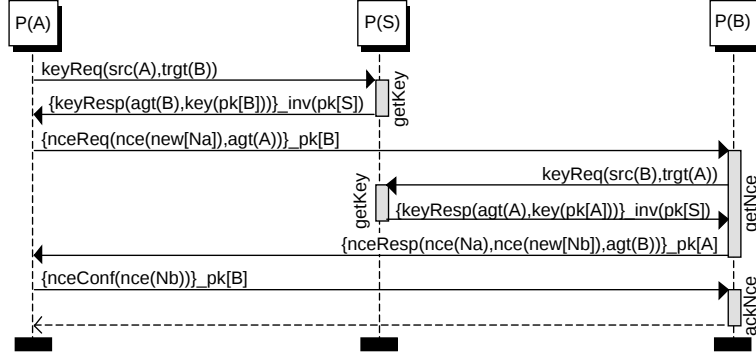 P(A)
P(S)
P(B)
keyReq(src(A),trgt(B))
getKey
{keyResp(agt(B),key(pk[B]))}_inv(pk[S])
{nceReq(nce(new[Na]),agt(A))}_pk[B]
keyReq(src(B),trgt(A))
getKey
getNce
{keyResp(agt(A),key(pk[A]))}_inv(pk[S])
{nceResp(nce(Na),nce(new[Nb]),agt(B))}_pk[A]
{nceConf(nce(Nb))}_pk[B]
ackNce